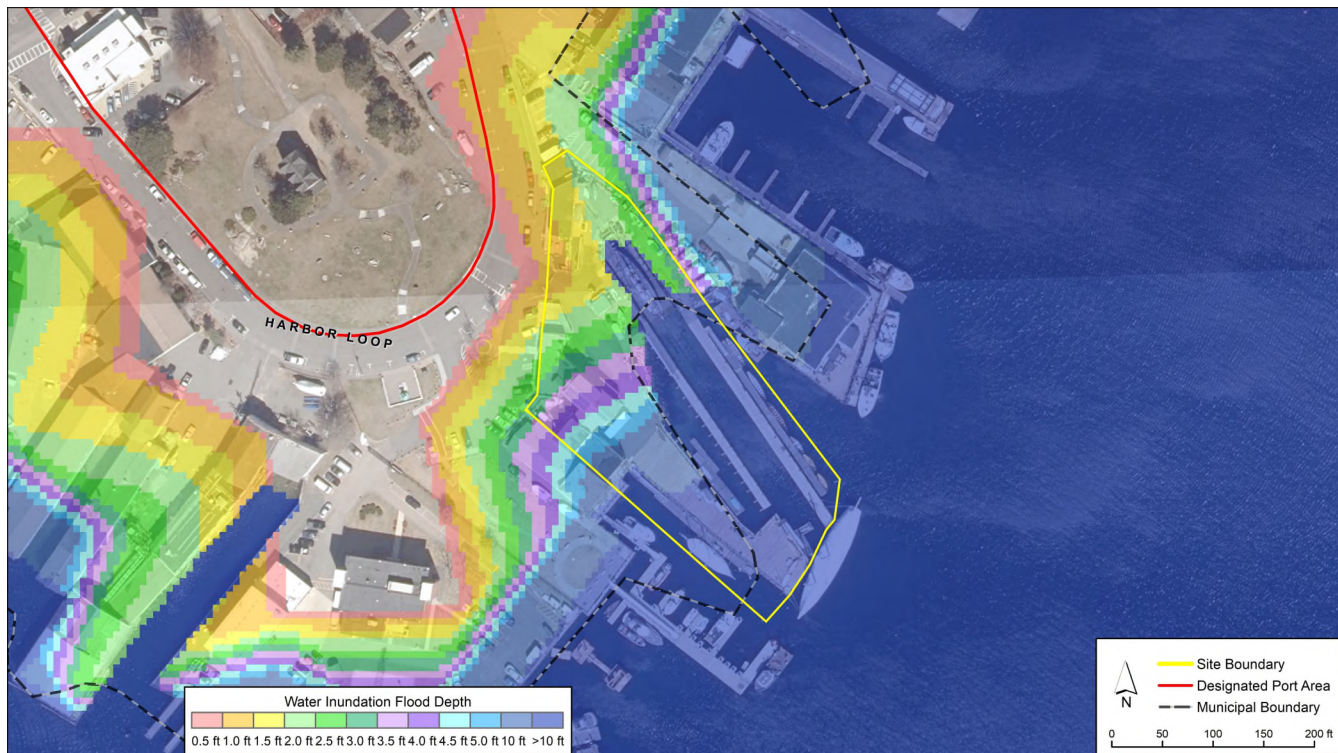 HARBOR LOOP
Water Inundation Flood Depth
0.5 ft 1.0 ft 1.5 ft 2.0 ft 2.5 ft 3.0 ft 3.5 ft 4.0 ft 4.5 ft 5.0 ft 10 ft >10 ft
N
Site Boundary
Designated Port Area
Municipal Boundary
0 50 100 150 200 ft